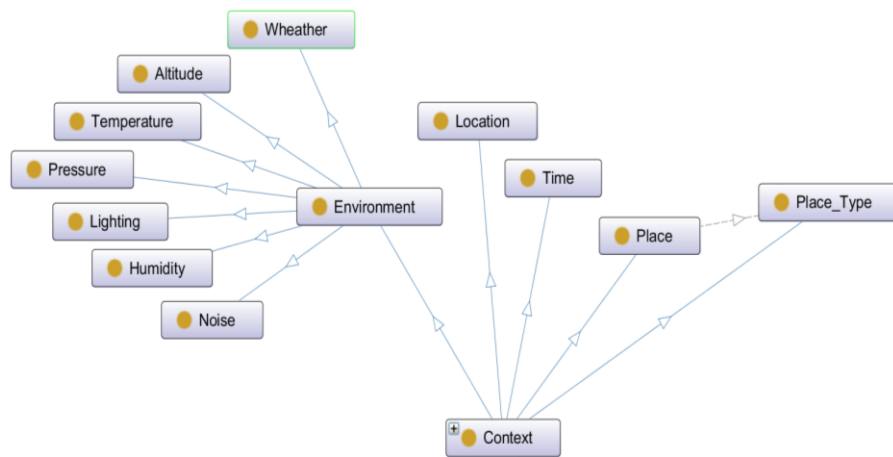 Wheather
Altitude
Temperature
Location
Pressure
Time
Environment
Place_Type
Lighting
Place
Humidity
Noise
Context